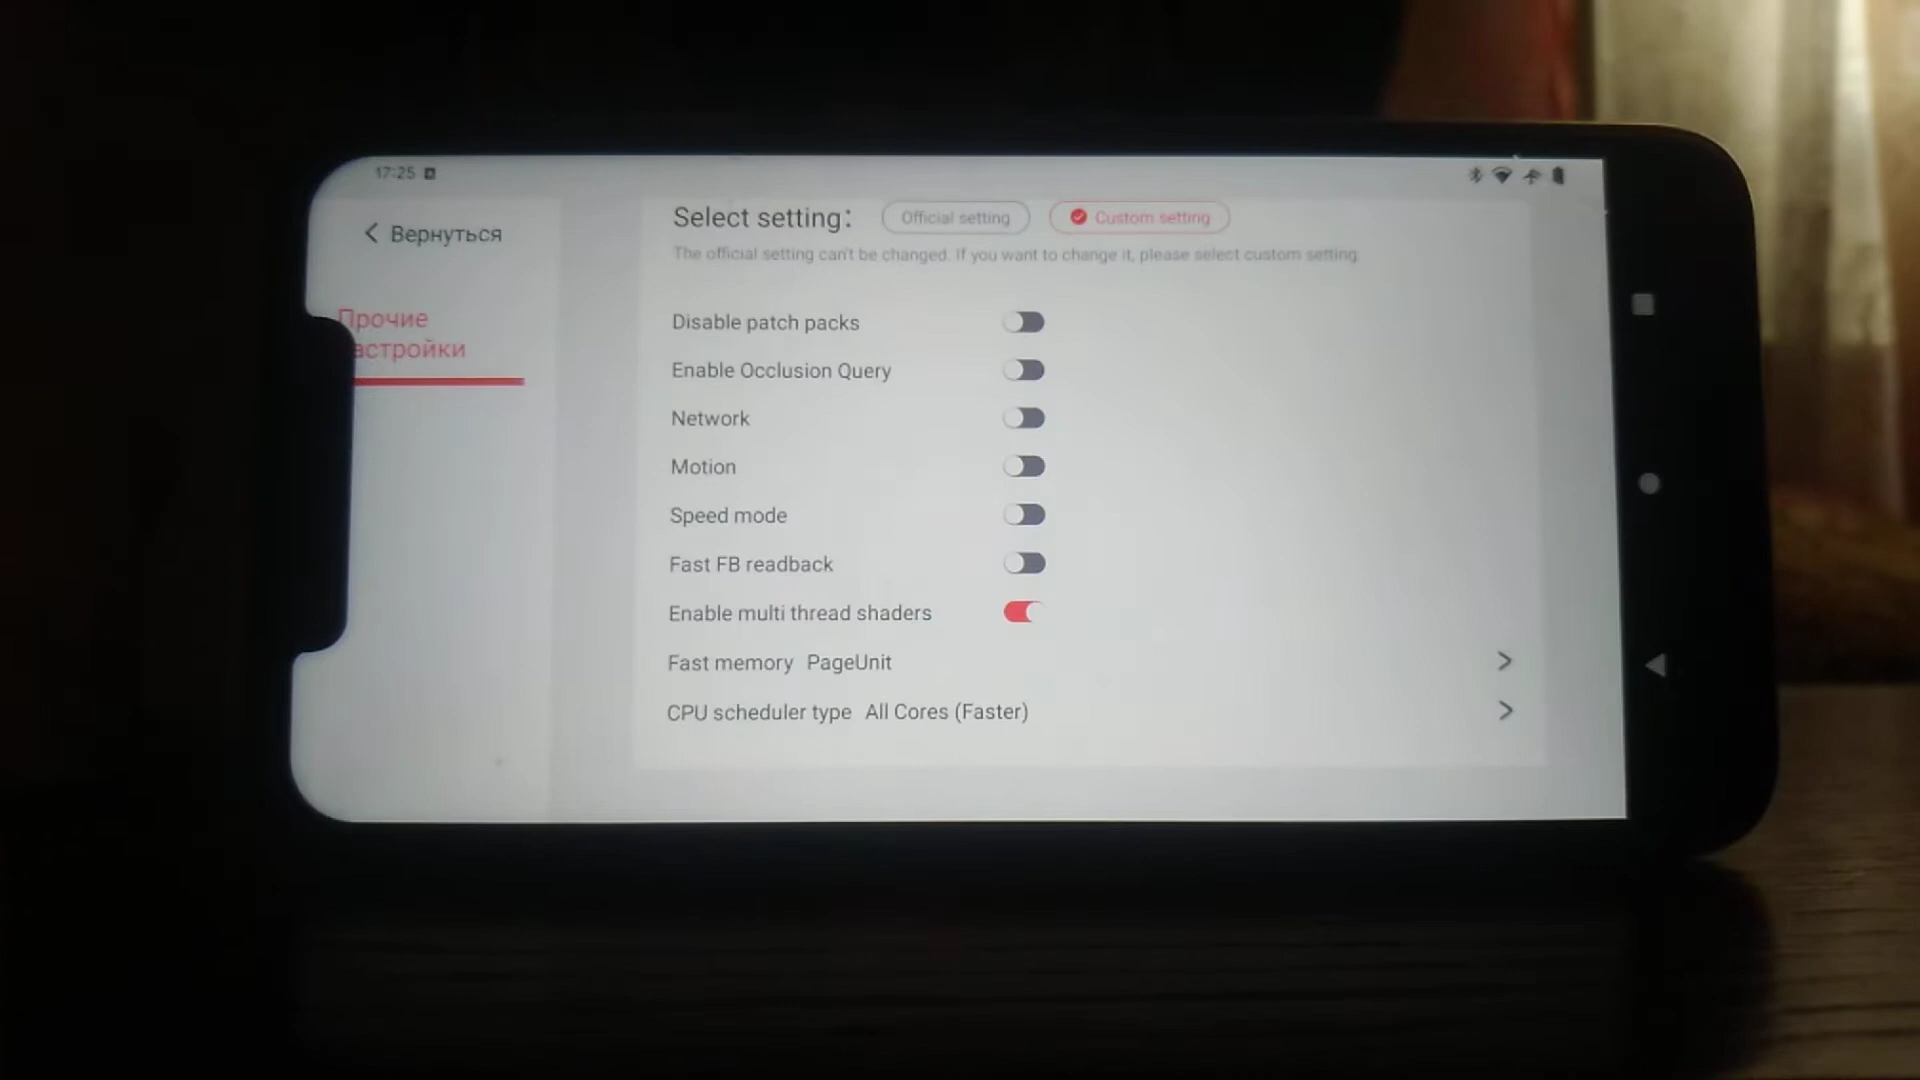 17:25
Вернуться
Прочие
астройки
Select setting:
Official setting
Custom setting
The official setting can't be changed. If you want to change it, please select custom setting
Disable patch packs
Enable Occlusion Query
Network
Motion
Speed mode
Fast FB readback
Enable multi thread shaders
Fast memory PageUnit
CPU scheduler type All Cores (Faster)